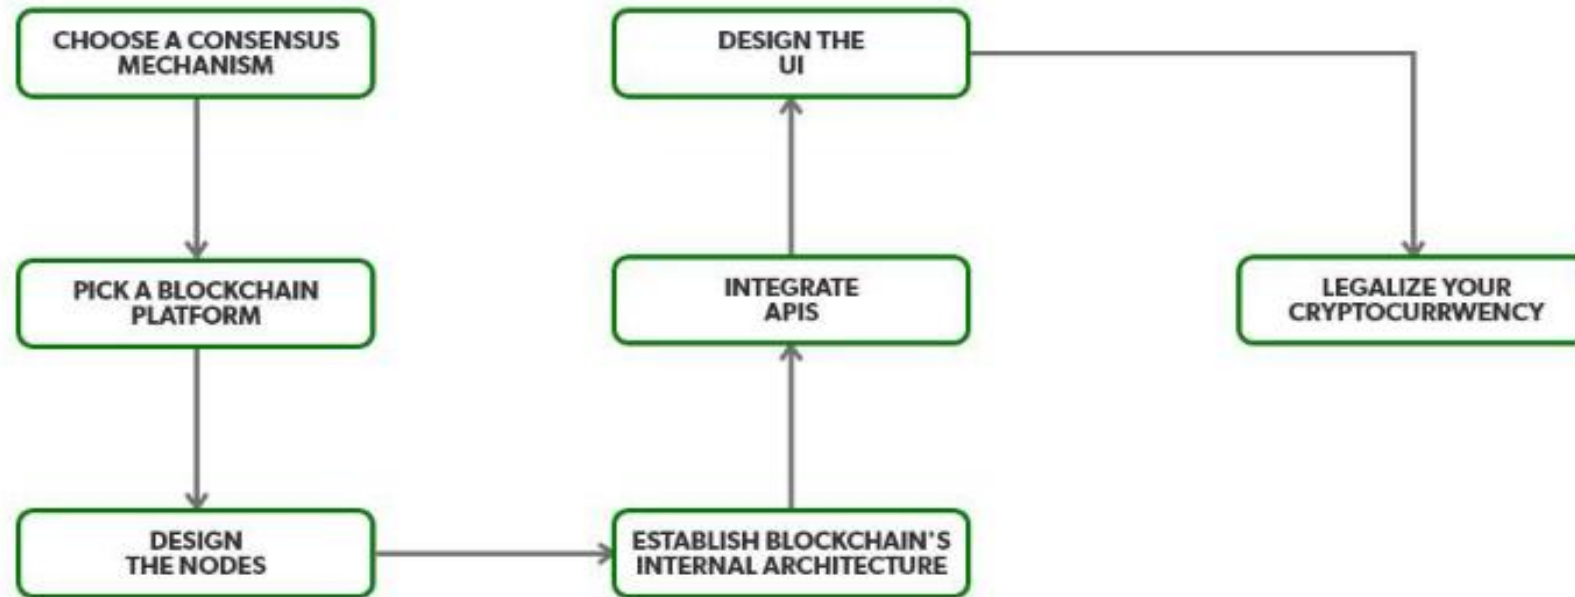 CHOOSE A CONSENSUS
MECHANISM
PICK A BLOCKCHAIN
PLATFORM
DESIGN
THE NODES
ESTABLISH BLOCKCHAIN'S
INTERNAL ARCHITECTURE
INTEGRATE
APIS
DESIGN THE
UI
LEGALIZE YOUR
CRYPTOCURRWENCY